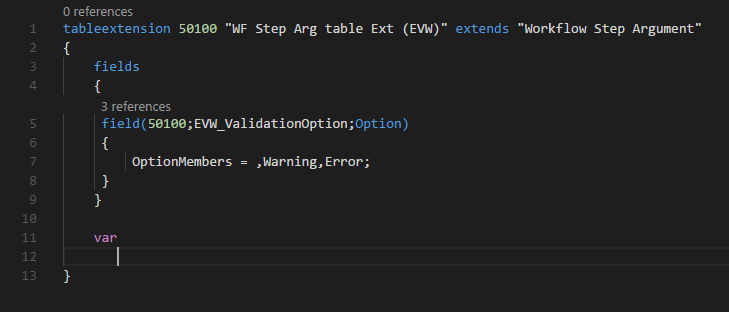 0 references
1 tableextension 50100 "WF Step Arg table Ext (EVW)" extends "Workflow Step Argument"
2 {
3 fields
4 {
3 references
5 field(50100;EVW_ValidationOption;Option)
6 {
7 OptionMembers = ,Warning,Error;
8 }
9 }
10
11 var
12
13 }